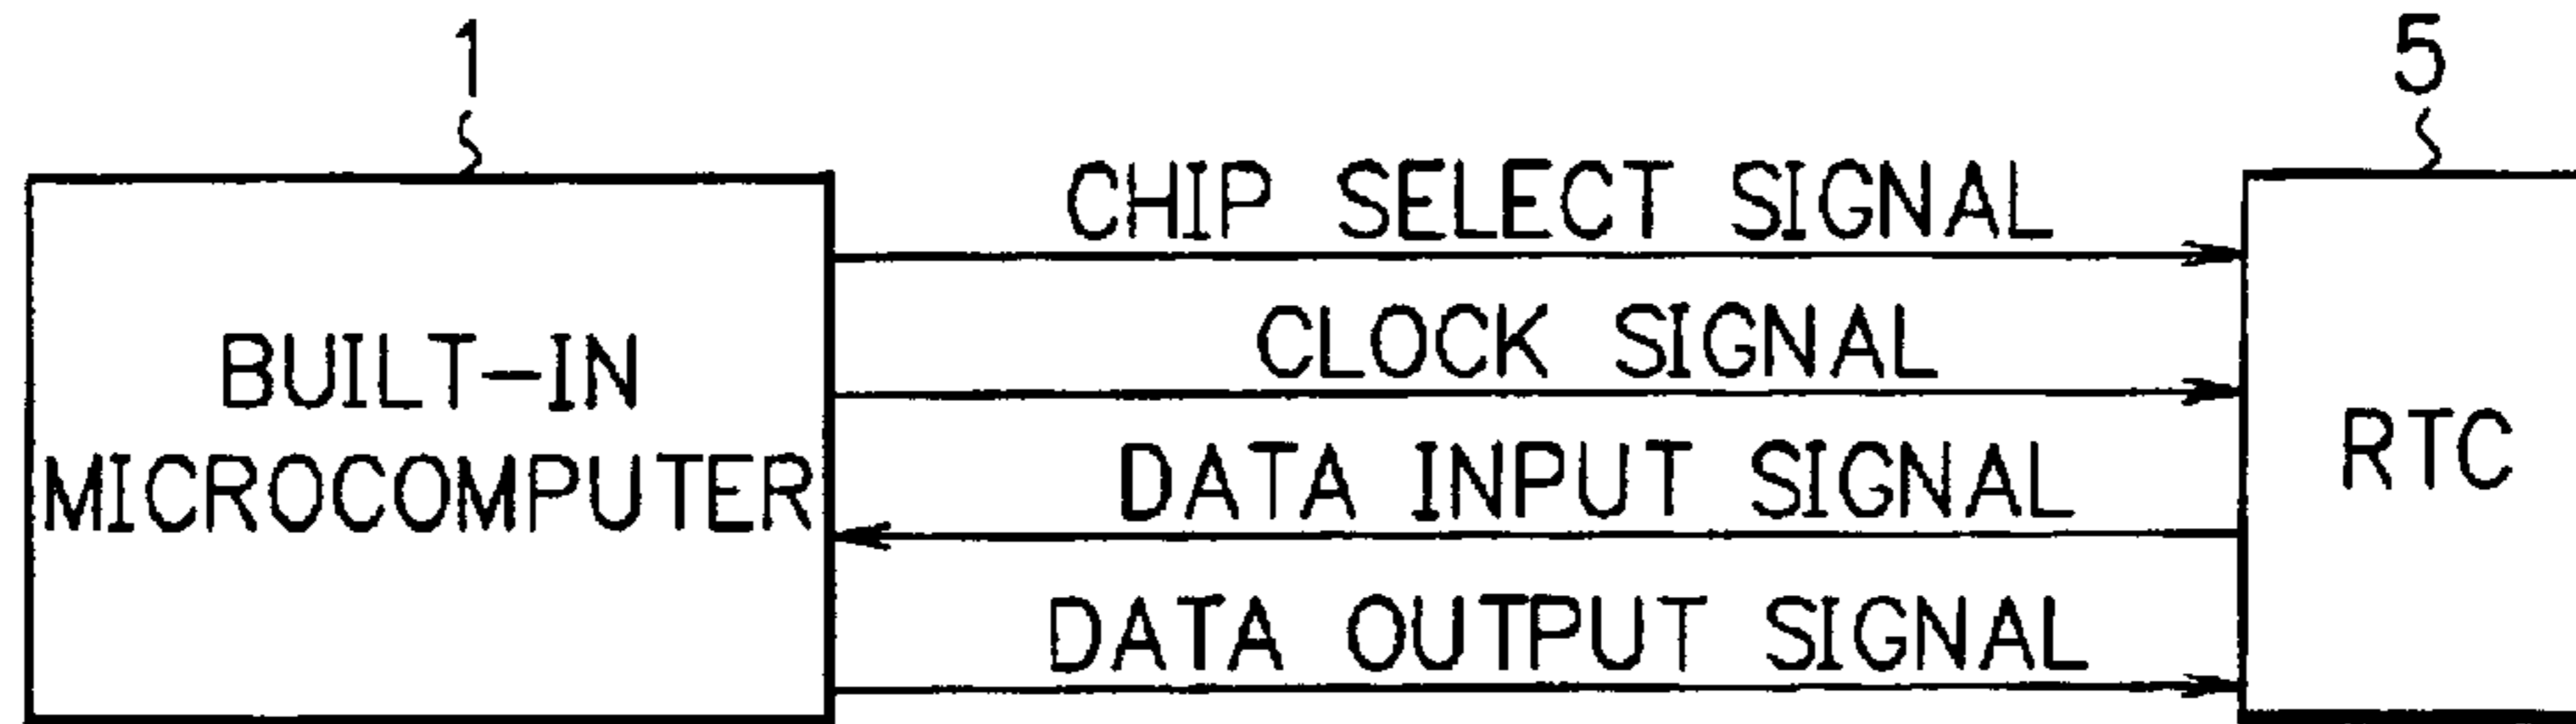 1
5
CHIP SELECT SIGNAL
CLOCK SIGNAL
BUILT-IN
MICROCOMPUTER
DATA INPUT SIGNAL
RTC
DATA OUTPUT SIGNAL